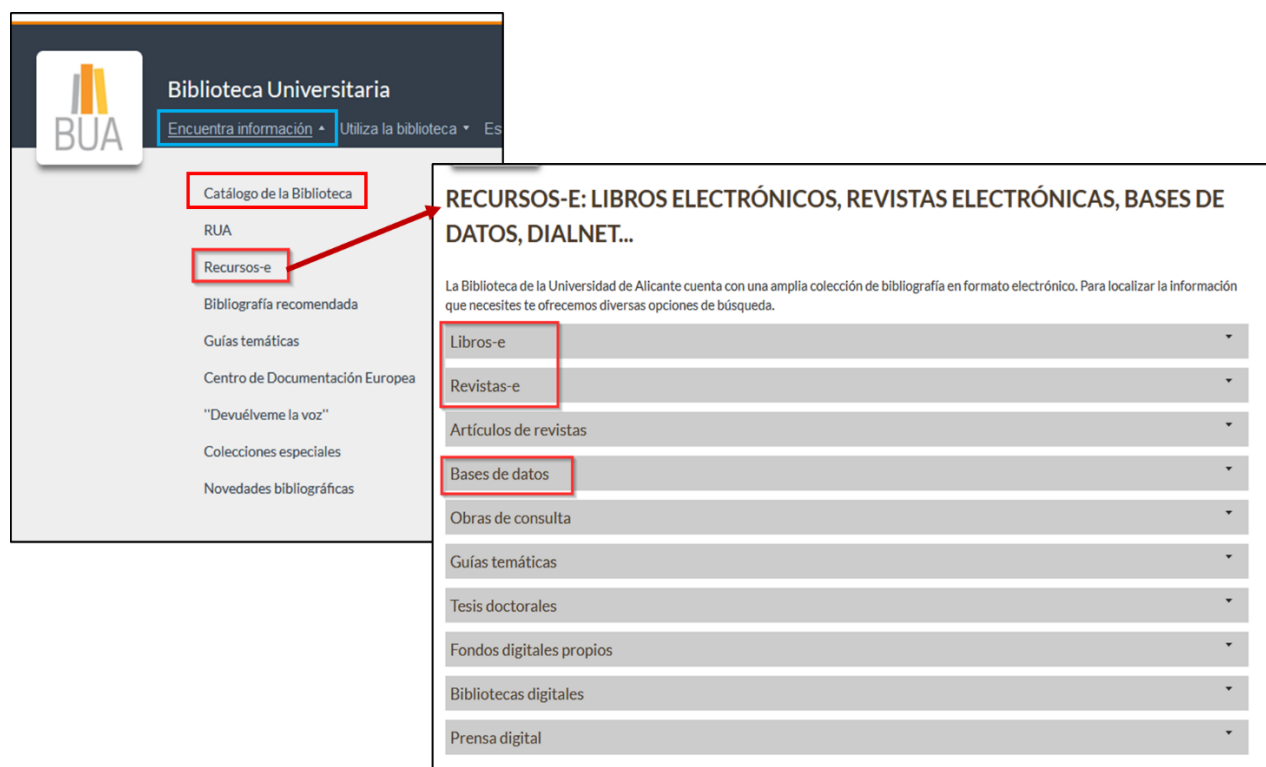 BUA
Biblioteca Universitaria
Encuentra información Utiliza la biblioteca Es
Catálogo de la Biblioteca
RUA
Recursos-e
Bibliografía recomendada
Guías temáticas
Centro de Documentación Europea
"Devuélveme la voz"
Colecciones especiales
Novedades bibliográficas
RECURSOS-E: LIBROS ELECTRÓNICOS, REVISTAS ELECTRÓNICAS, BASES DE
DATOS, DIALNET...
La Biblioteca de la Universidad de Alicante cuenta con una amplia colección de bibliografía en formato electrónico. Para localizar la información
que necesites te ofrecemos diversas opciones de búsqueda.
Libros-e
Revistas-e
Artículos de revistas
Bases de datos
Obras de consulta
Guías temáticas
Tesis doctorales
Fondos digitales propios
Bibliotecas digitales
Prensa digital